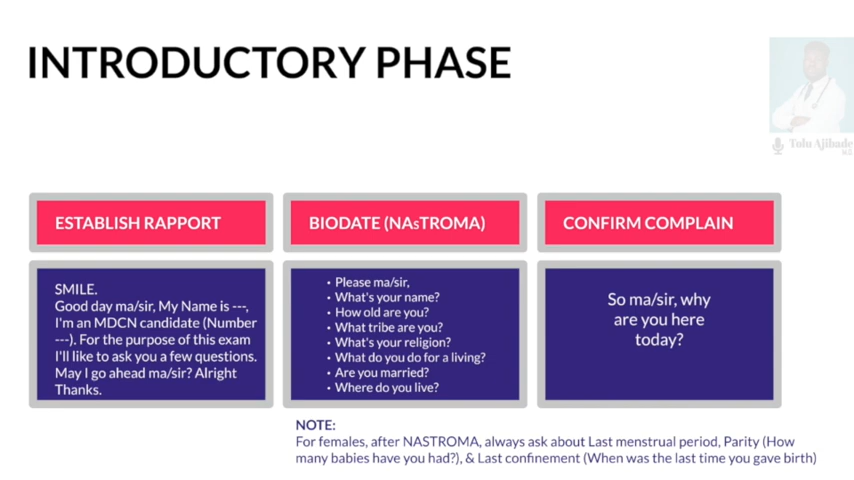 INTRODUCTORY PHASE
Tolu Ajibade
M.D
ESTABLISH RAPPORT
SMILE.
Good day ma/sir, My Name is ---,
I'm an MDCN candidate (Number
---). For the purpose of this exam
I'll like to ask you a few questions.
May I go ahead ma/sir? Alright
Thanks.
BIODATE (NAsTROMA)
• Please ma/sir,
• What's your name?
• How old are you?
• What tribe are you?
• What's your religion?
• What do you do for a living?
• Are you married?
• Where do you live?
CONFIRM COMPLAIN
So ma/sir, why
are you here
today?
NOTE:
For females, after NASTROMA, always ask about Last menstrual period, Parity (How
many babies have you had?), & Last confinement (When was the last time you gave birth)